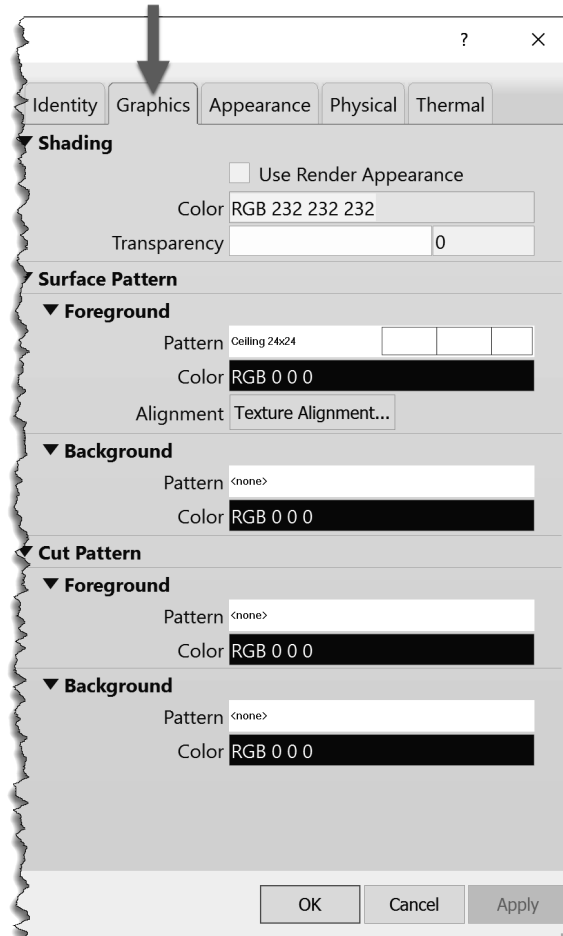 ?
Identity Graphics Appearance Physical Thermal
Shading
Use Render Appearance
Color RGB 232 232 232
Transparency 0
Surface Pattern
Foreground
Pattern Ceiling 24x24
Color RGB 0 0 0
Alignment Texture Alignment...
Background
Pattern <none>
Color RGB 0 0 0
Cut Pattern
Foreground
Pattern <none>
Color RGB 0 0 0
Background
Pattern <none>
Color RGB 0 0 0
OK Cancel Apply